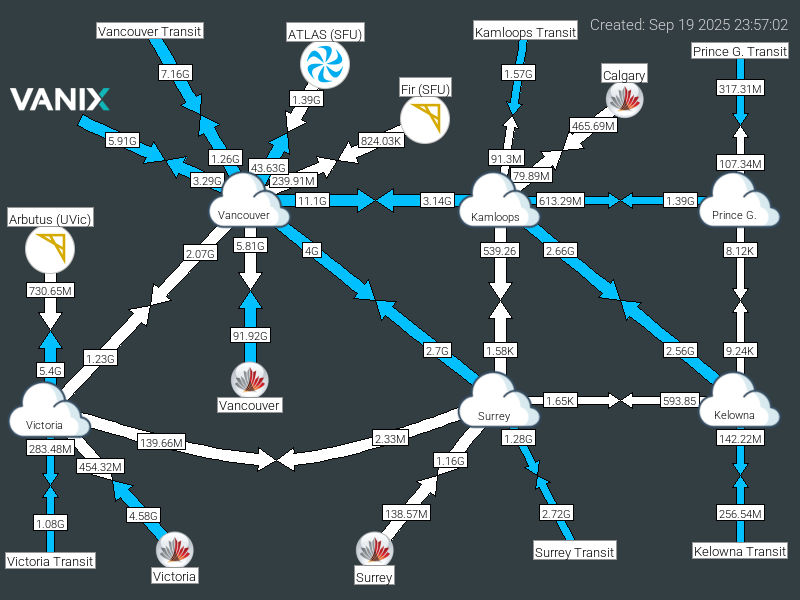 Created: Sep 19 2025 23:57:02
Vancouver Transit
ATLAS (SFU)
Kamloops Transit
Prince G. Transit
7.16G
1.57G
Calgary
317.31M
Fir (SFU)
VANIX
1.39G
465.69M
5.91G
824.03K
1.26G
43.63G
91.3M
107.34M
3.29G
239.91M
79.89M
11.1G
3.14G
613.29M
1.39G
Arbutus (UVic)
Vancouver
Kamloops
Prince G.
2.07G
5.81G
4G
539.26
2.66G
8.12K
730.65M
91.92G
1.23G
2.7G
1.58K
2.56G
9.24K
5.4G
Vancouver
1.65K
593.85
Victoria
Surrey
Kelowna
283.48M
139.66M
2.33M
1.28G
142.22M
454.32M
1.16G
1.08G
4.58G
138.57M
2.72G
256.54M
Victoria Transit
Victoria
Surrey
Surrey Transit
Kelowna Transit